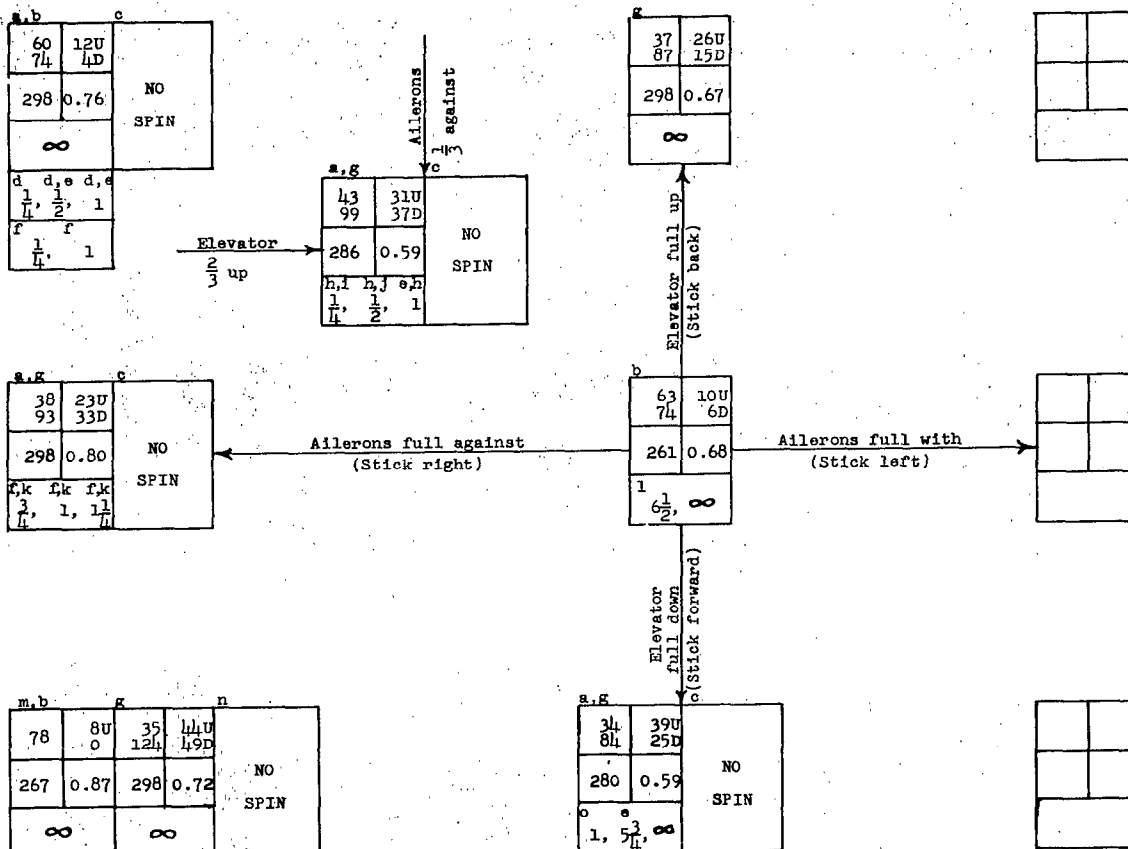 a,b c
60 12U
74 4D
298 0.76
∞
NO
SPIN
d d,e d,e
1/4, 1/2, 1
f f
1/4, 1
Ailerons
1/3 against
Elevator
2/3 up
a,g c
43 31U
99 37D
286 0.59
NO
SPIN
h,i h,j e,h
1/4, 1/2, 1
g
37 26U
87 15D
298 0.67
∞
Elevator full up
(Stick back)
a,g c
38 23U
93 33D
298 0.80
NO
SPIN
f,k f,k f,k
3/4, 1, 1 1/4
Ailerons full against
(Stick right)
b
63 10U
74 6D
261 0.68
l
6 1/2, ∞
Ailerons full with
(Stick left)
Elevator
full down
(Stick forward)
m,b g n
78 8U 35 44U
0 124 49D
267 0.87 298 0.72
∞ ∞
NO
SPIN
a,g c
34 39U
84 25D
280 0.59
NO
SPIN
o e
1, 5 3/4, ∞